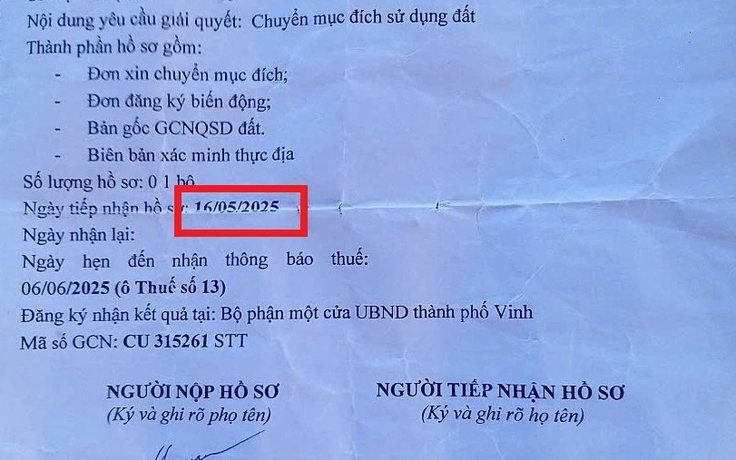 Nội dung yêu cầu giải quyết: Chuyển mục đích sử dụng đất
Thành phần hồ sơ gồm:
- Đơn xin chuyển mục đích;
- Đơn đăng ký biến động;
- Bản gốc GCNQSD đất.
- Biên bản xác minh thực địa
Số lượng hồ sơ: 0 1 bộ
Ngày tiếp nhận hồ sơ: 16/05/2025
Ngày nhận lại:
Ngày hẹn đến nhận thông báo thuế:
06/06/2025 (ô Thuế số 13)
Đăng ký nhận kết quả tại: Bộ phận một cửa UBND thành phố Vinh
Mã số GCN: CU 315261 STT
NGƯỜI NỘP HỒ SƠ NGƯỜI TIẾP NHẬN HỒ SƠ
(Ký và ghi rõ phọ tên) (Ký và ghi rõ họ tên)